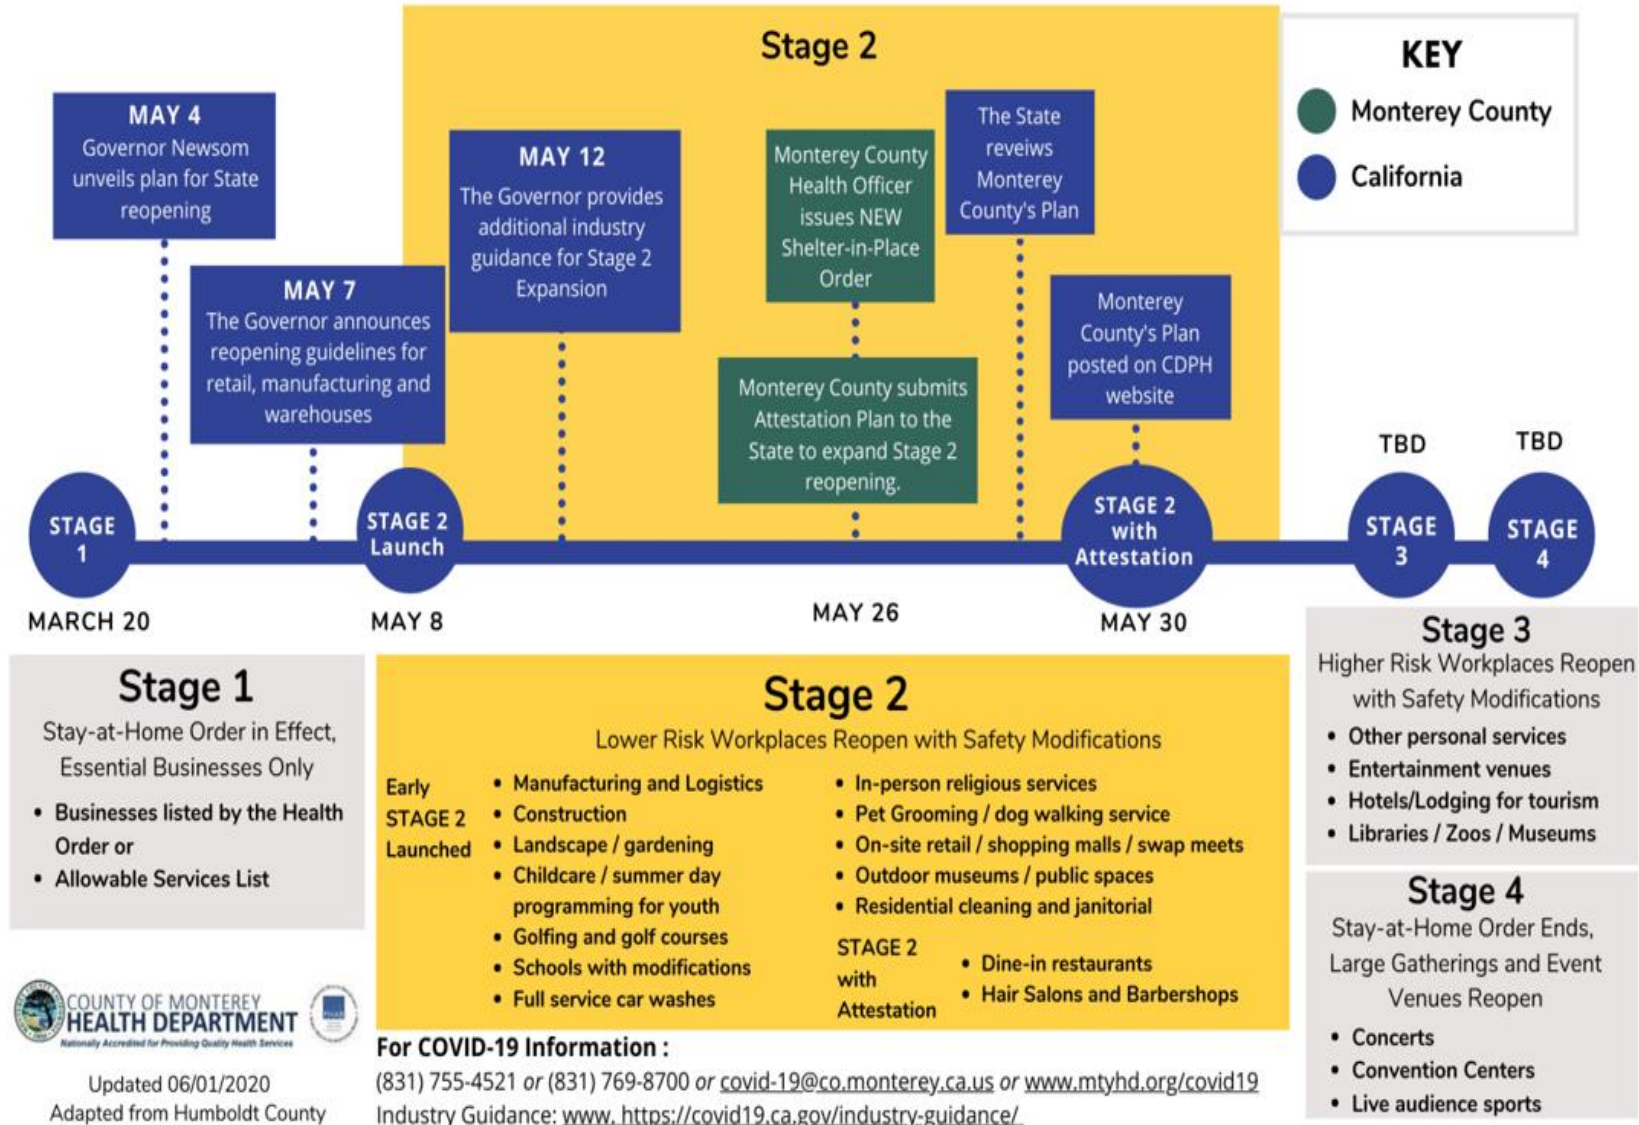 Stage 2
KEY
Monterey County
California
MAY 4
Governor Newsom
unveils plan for State
reopening
MAY 7
The Governor announces
reopening guidelines for
retail, manufacturing and
warehouses
MAY 12
The Governor provides
additional industry
guidance for Stage 2
Expansion
Monterey County
Health Officer
issues NEW
Shelter-in-Place
Order
Monterey County submits
Attestation Plan to the
State to expand Stage 2
reopening.
The State
reveiws
Monterey
County's Plan
Monterey
County's Plan
posted on CDPH
website
TBD
TBD
STAGE
1
STAGE 2
Launch
STAGE 2
with
Attestation
STAGE
3
STAGE
4
MARCH 20
MAY 8
MAY 26
MAY 30
Stage 1
Stay-at-Home Order in Effect,
Essential Businesses Only
• Businesses listed by the Health
Order or
• Allowable Services List
Stage 2
Lower Risk Workplaces Reopen with Safety Modifications
Early
STAGE 2
Launched
• Manufacturing and Logistics
• Construction
• Landscape / gardening
• Childcare / summer day
programming for youth
• Golfing and golf courses
• Schools with modifications
• Full service car washes
• In-person religious services
• Pet Grooming / dog walking service
• On-site retail / shopping malls / swap meets
• Outdoor museums / public spaces
• Residential cleaning and janitorial
STAGE 2
with
Attestation
• Dine-in restaurants
• Hair Salons and Barbershops
Stage 3
Higher Risk Workplaces Reopen
with Safety Modifications
• Other personal services
• Entertainment venues
• Hotels/Lodging for tourism
• Libraries / Zoos / Museums
Stage 4
Stay-at-Home Order Ends,
Large Gatherings and Event
Venues Reopen
• Concerts
• Convention Centers
• Live audience sports
COUNTY OF MONTEREY
HEALTH DEPARTMENT
Nationally Accredited for Providing Quality Health Services
Updated 06/01/2020
Adapted from Humboldt County
For COVID-19 Information :
(831) 755-4521 or (831) 769-8700 or covid-19@co.monterey.ca.us or www.mtyhd.org/covid19
Industry Guidance: www. https://covid19.ca.gov/industry-guidance/